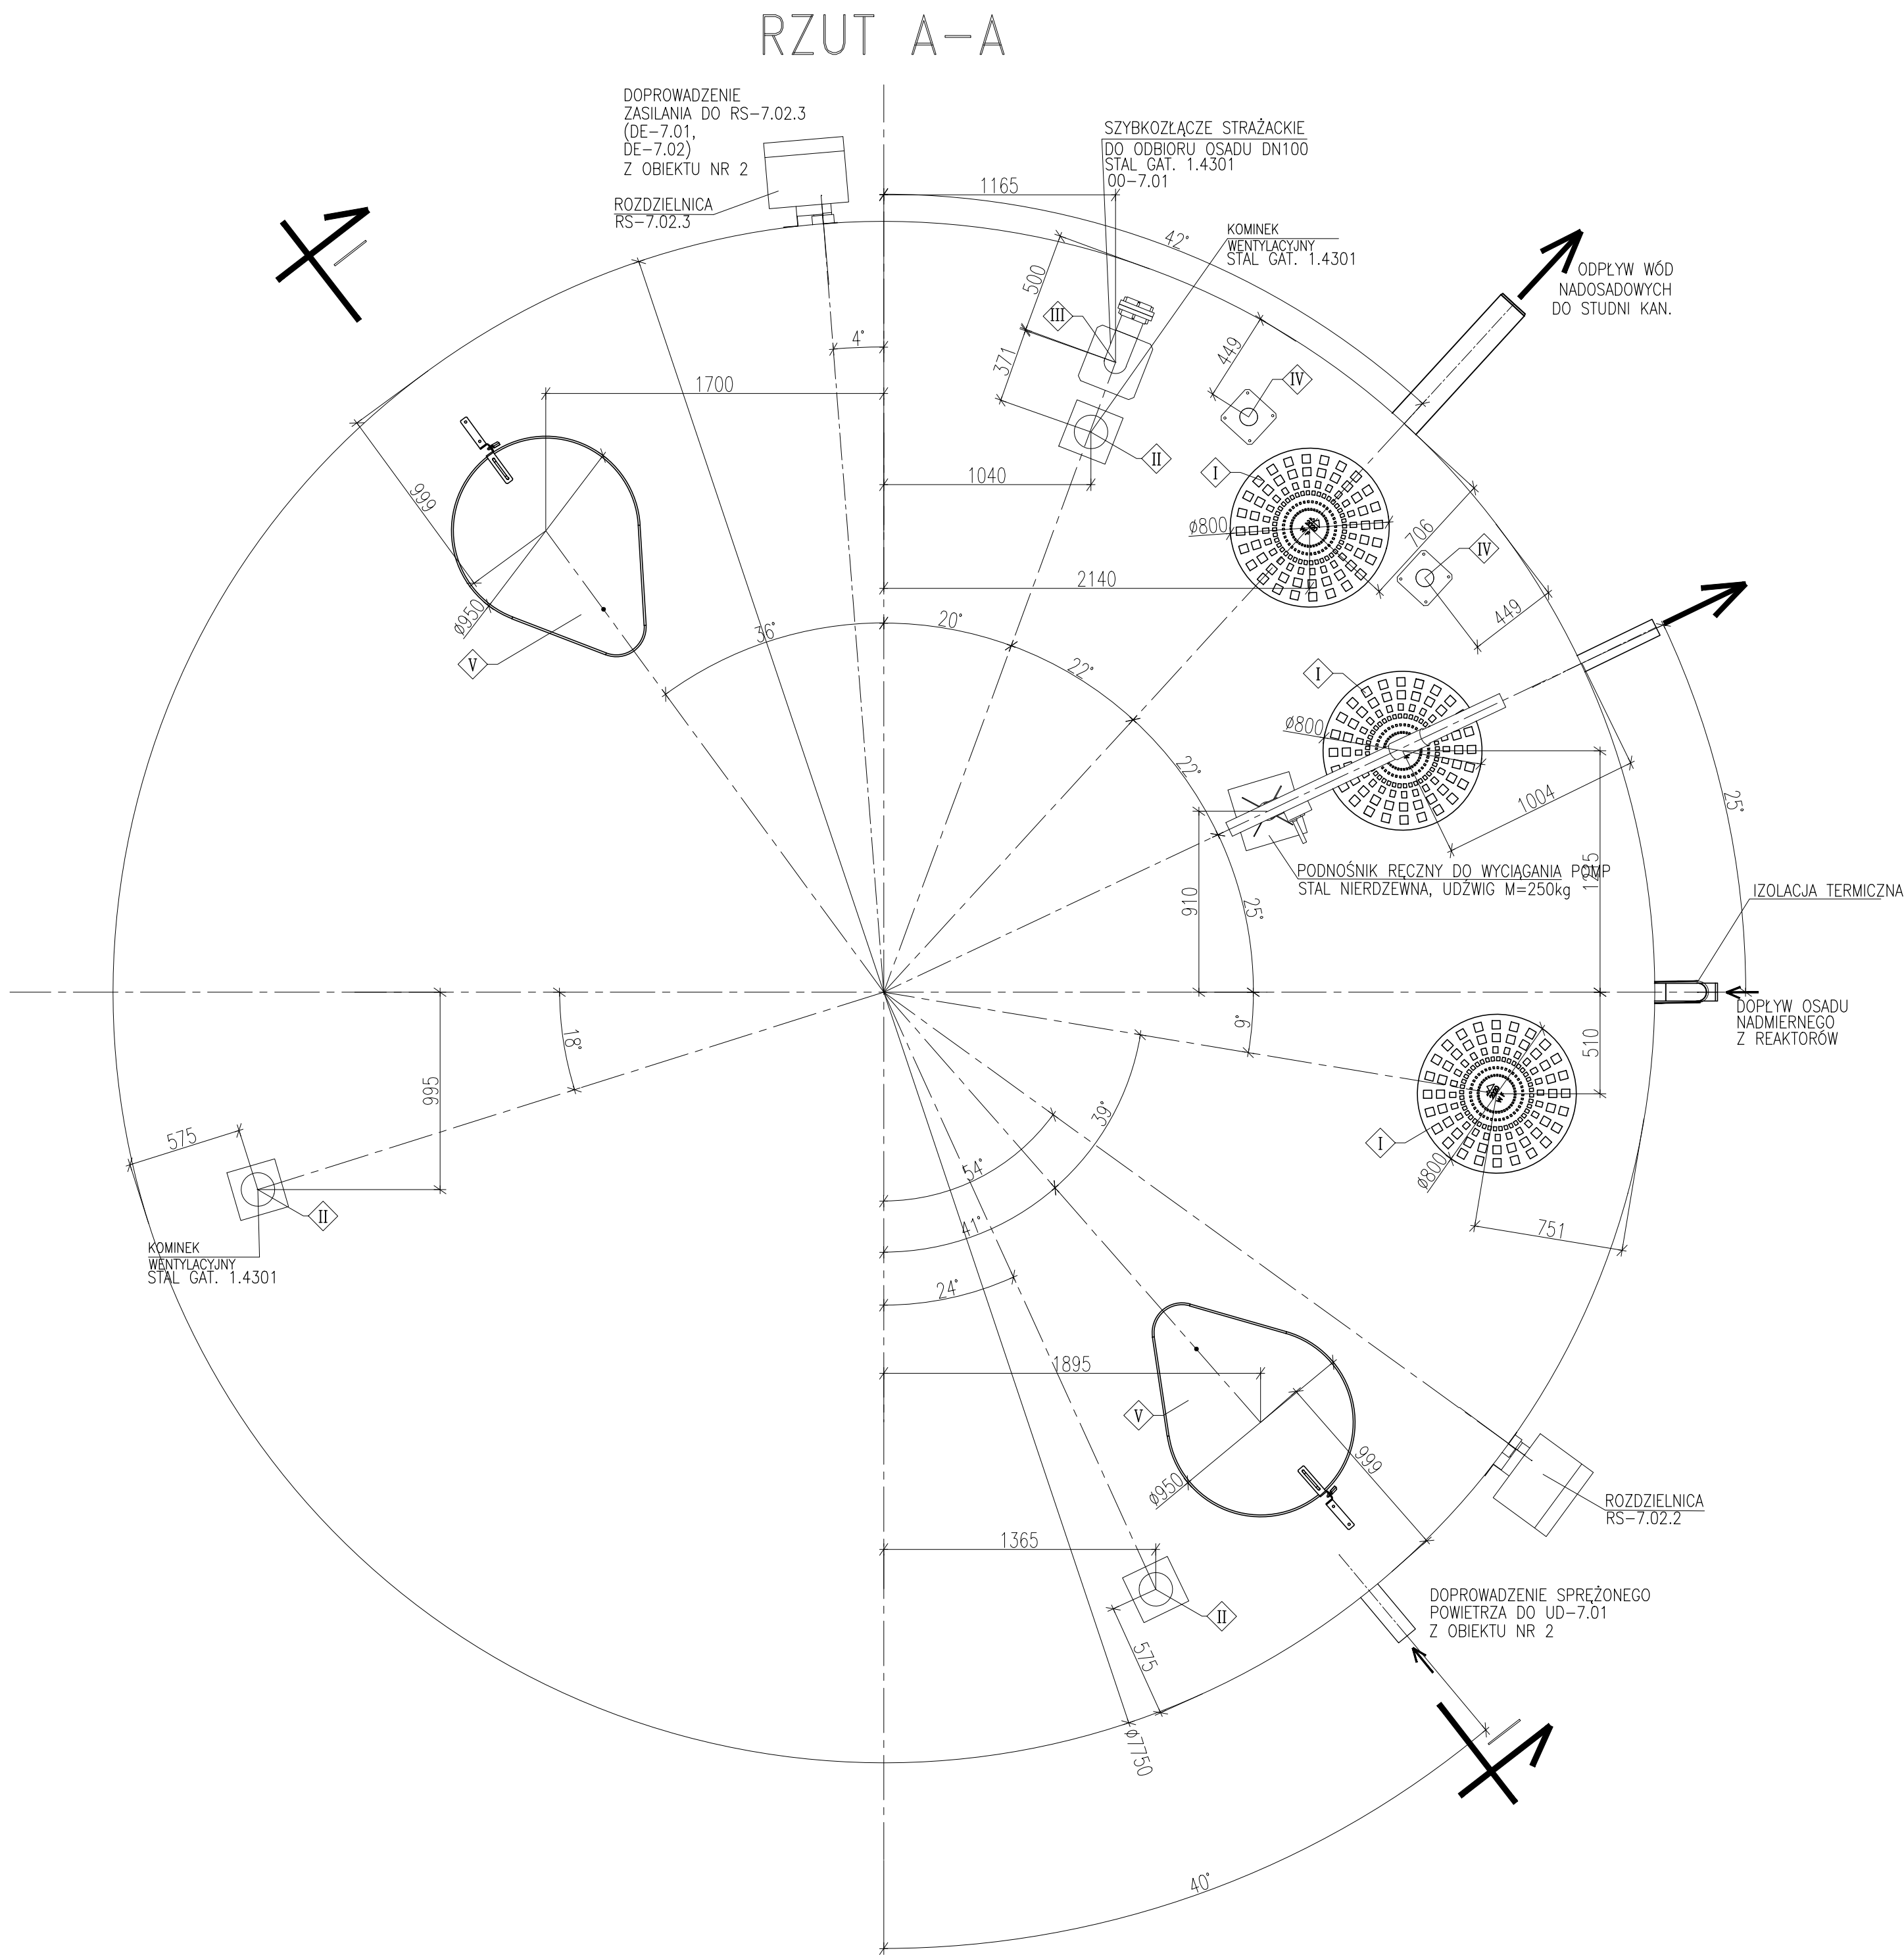 RZUT A-A
DOPROWADZENIE
ZASILANIA DO RS-7.02.3
(DE-7.01,
DE-7.02)
Z OBIEKTU NR 2
ROZDZIELNICA
RS-7.02.3
SZYBKOZŁĄCZE STRAŻACKIE
DO ODBIORU OSADU DN100
STAL GAT. 1.4301
OO-7.01
1165
KOMINEK
WENTYLACYJNY
STAL GAT. 1.4301
42°
ODPŁYW WÓD
NADOSADOWYCH
DO STUDNI KAN.
I
500
III
4°
371
449
IV
1700
II
1040
I
999
ø800
706
IV
2140
449
ø950
36°
20°
V
22°
I
ø800
22°
1004
25°
PODNOŚNIK RĘCZNY DO WYCIĄGANIA POMP
STAL NIERDZEWNA, UDŹWIG M=250kg
1215
910
25°
IZOLACJA TERMICZNA
DOPŁYW OSADU
NADMIERNEGO
Z REAKTORÓW
9°
510
18°
995
39°
575
I
54°
ø800
II
41°
751
KOMINEK
WENTYLACYJNY
STAL GAT. 1.4301
24°
1895
V
999
ø950
ROZDZIELNICA
RS-7.02.2
1365
DOPROWADZENIE SPRĘŻONEGO
POWIETRZA DO UD-7.01
Z OBIEKTU NR 2
II
575
I
ø7750
40°